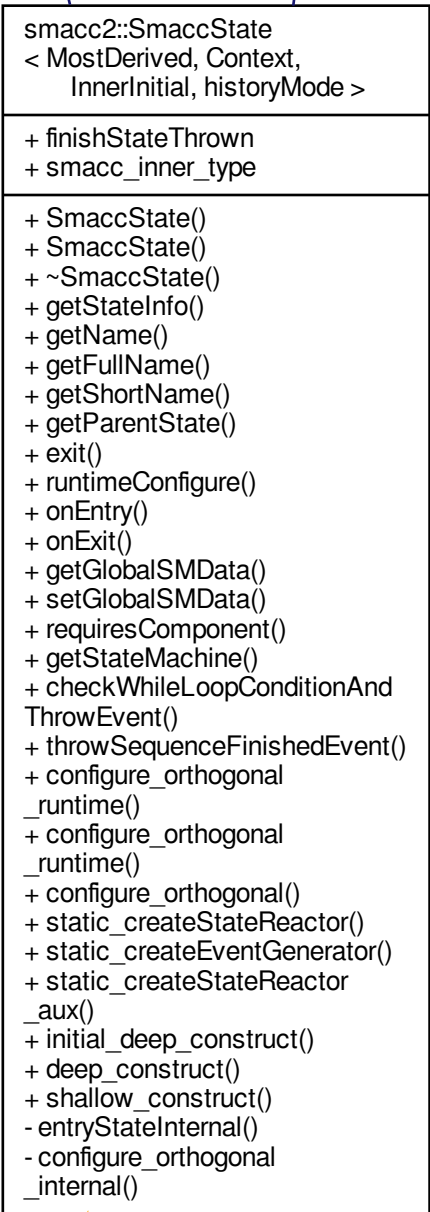 smacc2::SmaccState
< MostDerived, Context,
InnerInitial, historyMode >
+ finishStateThrown
+ smacc_inner_type
+ SmaccState()
+ SmaccState()
+ ~SmaccState()
+ getStateInfo()
+ getName()
+ getFullName()
+ getShortName()
+ getParentState()
+ exit()
+ runtimeConfigure()
+ onEntry()
+ onExit()
+ getGlobalSMData()
+ setGlobalSMData()
+ requiresComponent()
+ getStateMachine()
+ checkWhileLoopConditionAnd
ThrowEvent()
+ throwSequenceFinishedEvent()
+ configure_orthogonal
_runtime()
+ configure_orthogonal
_runtime()
+ configure_orthogonal()
+ static_createStateReactor()
+ static_createEventGenerator()
+ static_createStateReactor
_aux()
+ initial_deep_construct()
+ deep_construct()
+ shallow_construct()
- entryStateInternal()
- configure_orthogonal
_internal()